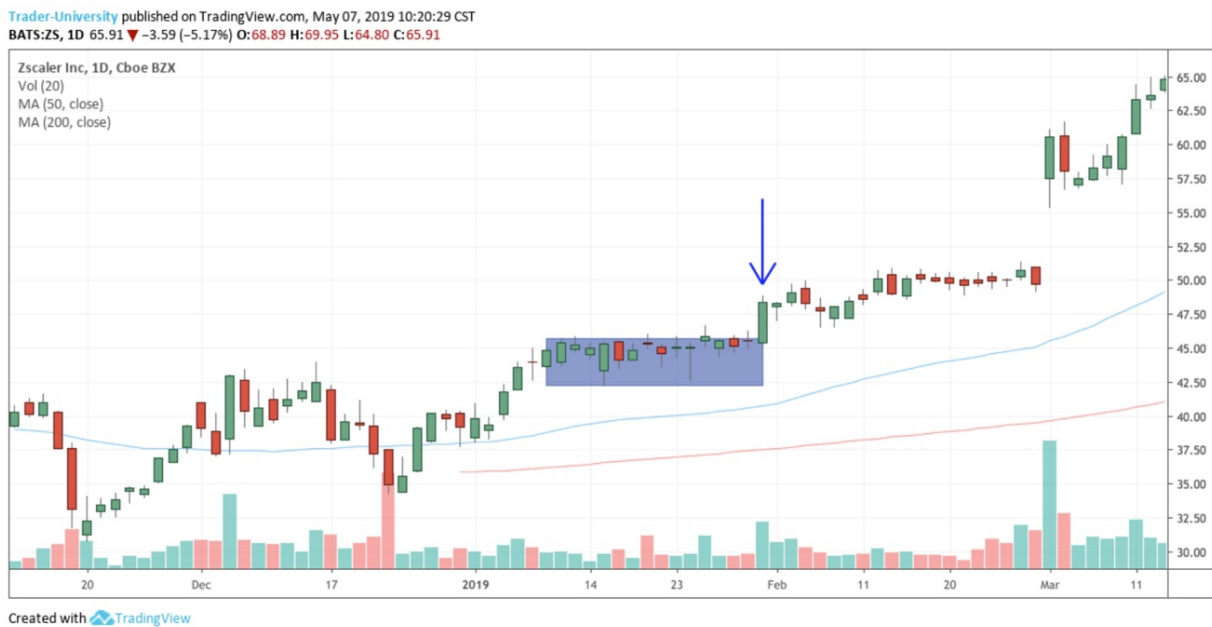 Trader-University published on TradingView.com, May 07, 2019 10:20:29 CST
BATS:ZS, 1D 65.91 ▼ −3.59 (−5.17%) O:68.89 H:69.95 L:64.80 C:65.91
Zscaler Inc, 1D, Cboe BZX
Vol (20)
MA (50, close)
MA (200, close)
65.00
62.50
60.00
57.50
55.00
52.50
50.00
47.50
45.00
42.50
40.00
37.50
35.00
32.50
30.00
20 Dec 17 2019 14 23 Feb 11 20 Mar 11
Created with TradingView